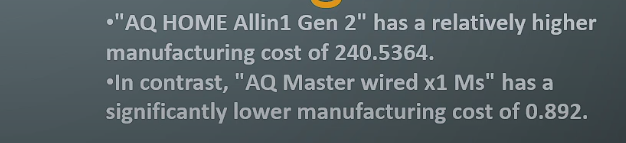 •"AQ HOME Allin1 Gen 2" has a relatively higher
manufacturing cost of 240.5364.
•In contrast, "AQ Master wired x1 Ms" has a
significantly lower manufacturing cost of 0.892.